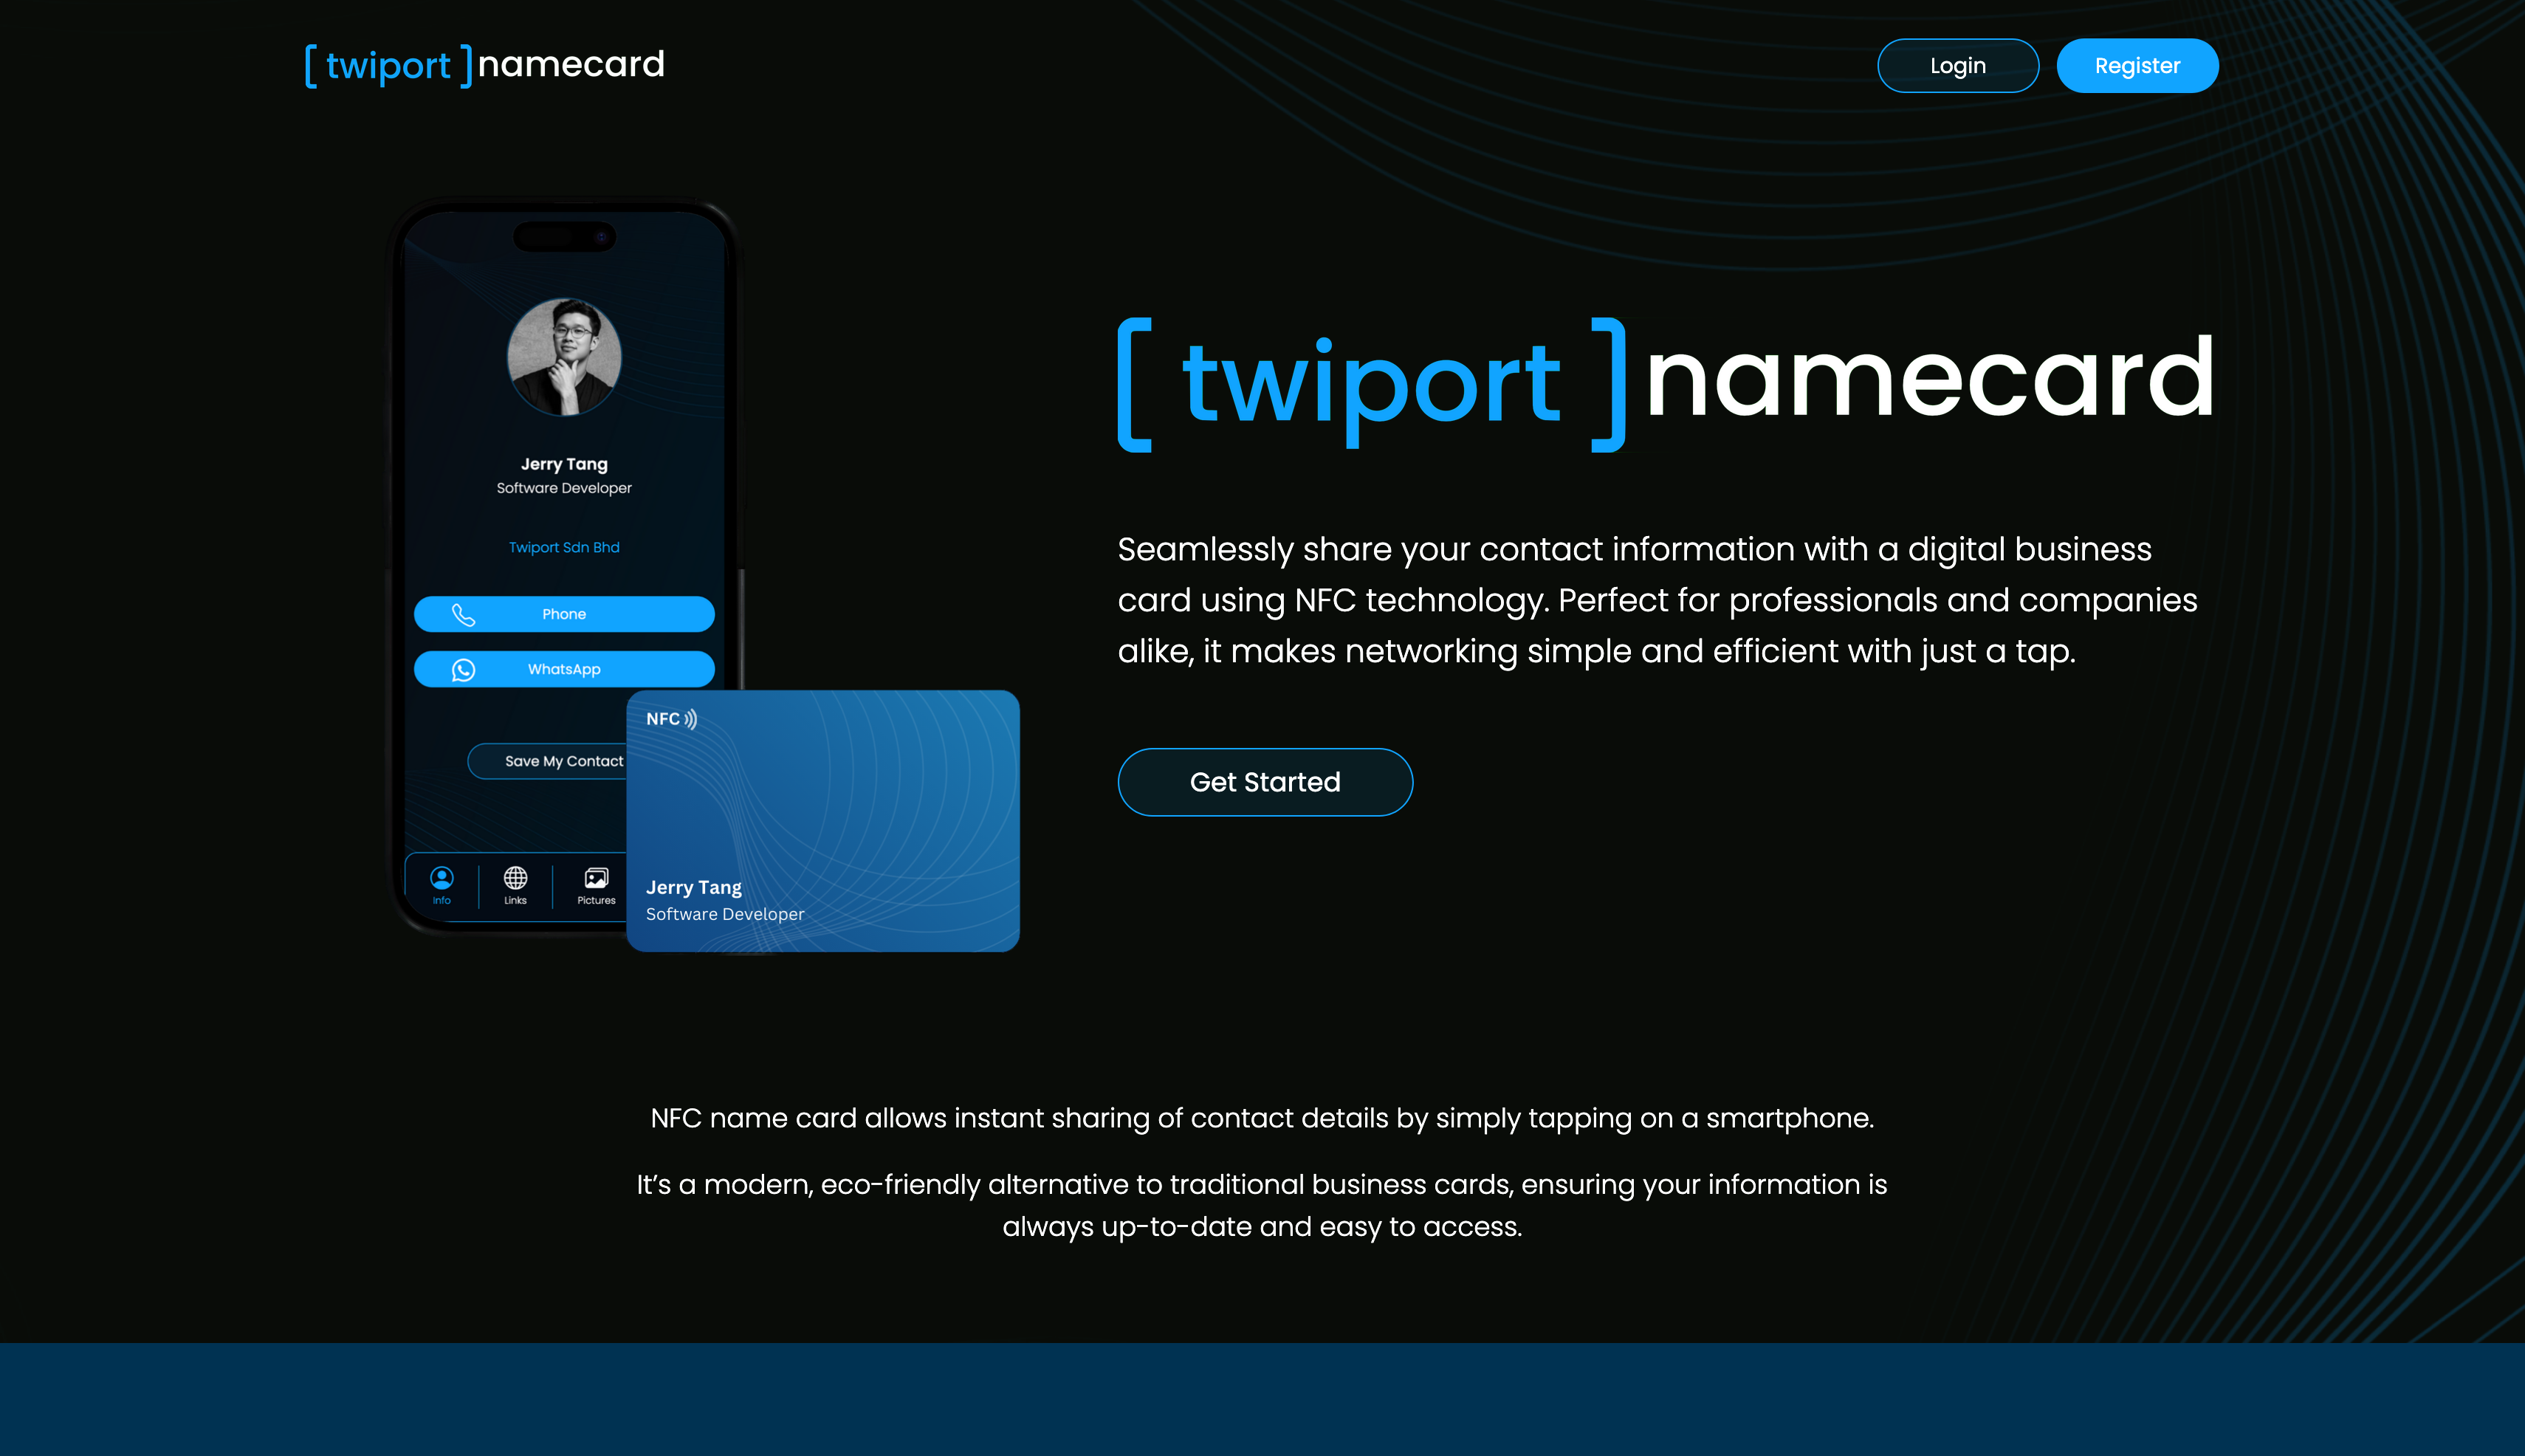 [ twiport ] namecard
Login
Register
Jerry Tang
Software Developer
Twiport Sdn Bhd
Phone
WhatsApp
Save My Contact
Info
Links
Pictures
NFC
Jerry Tang
Software Developer
[ twiport ] namecard
Seamlessly share your contact information with a digital business
card using NFC technology. Perfect for professionals and companies
alike, it makes networking simple and efficient with just a tap.
Get Started
NFC name card allows instant sharing of contact details by simply tapping on a smartphone.
It’s a modern, eco-friendly alternative to traditional business cards, ensuring your information is
always up-to-date and easy to access.